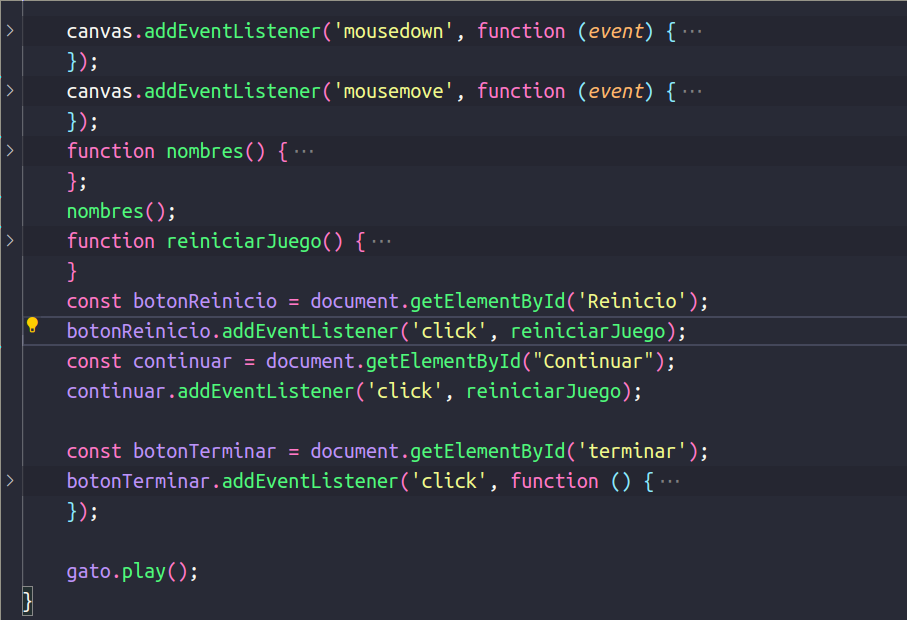 canvas.addEventListener('mousedown', function (event) {···
});
canvas.addEventListener('mousemove', function (event) {···
});
function nombres() {···
};
nombres();
function reiniciarJuego() {···
}
const botonReinicio = document.getElementById('Reinicio');
botonReinicio.addEventListener('click', reiniciarJuego);
const continuar = document.getElementById("Continuar");
continuar.addEventListener('click', reiniciarJuego);
const botonTerminar = document.getElementById('terminar');
botonTerminar.addEventListener('click', function () {···
});
gato.play();
}